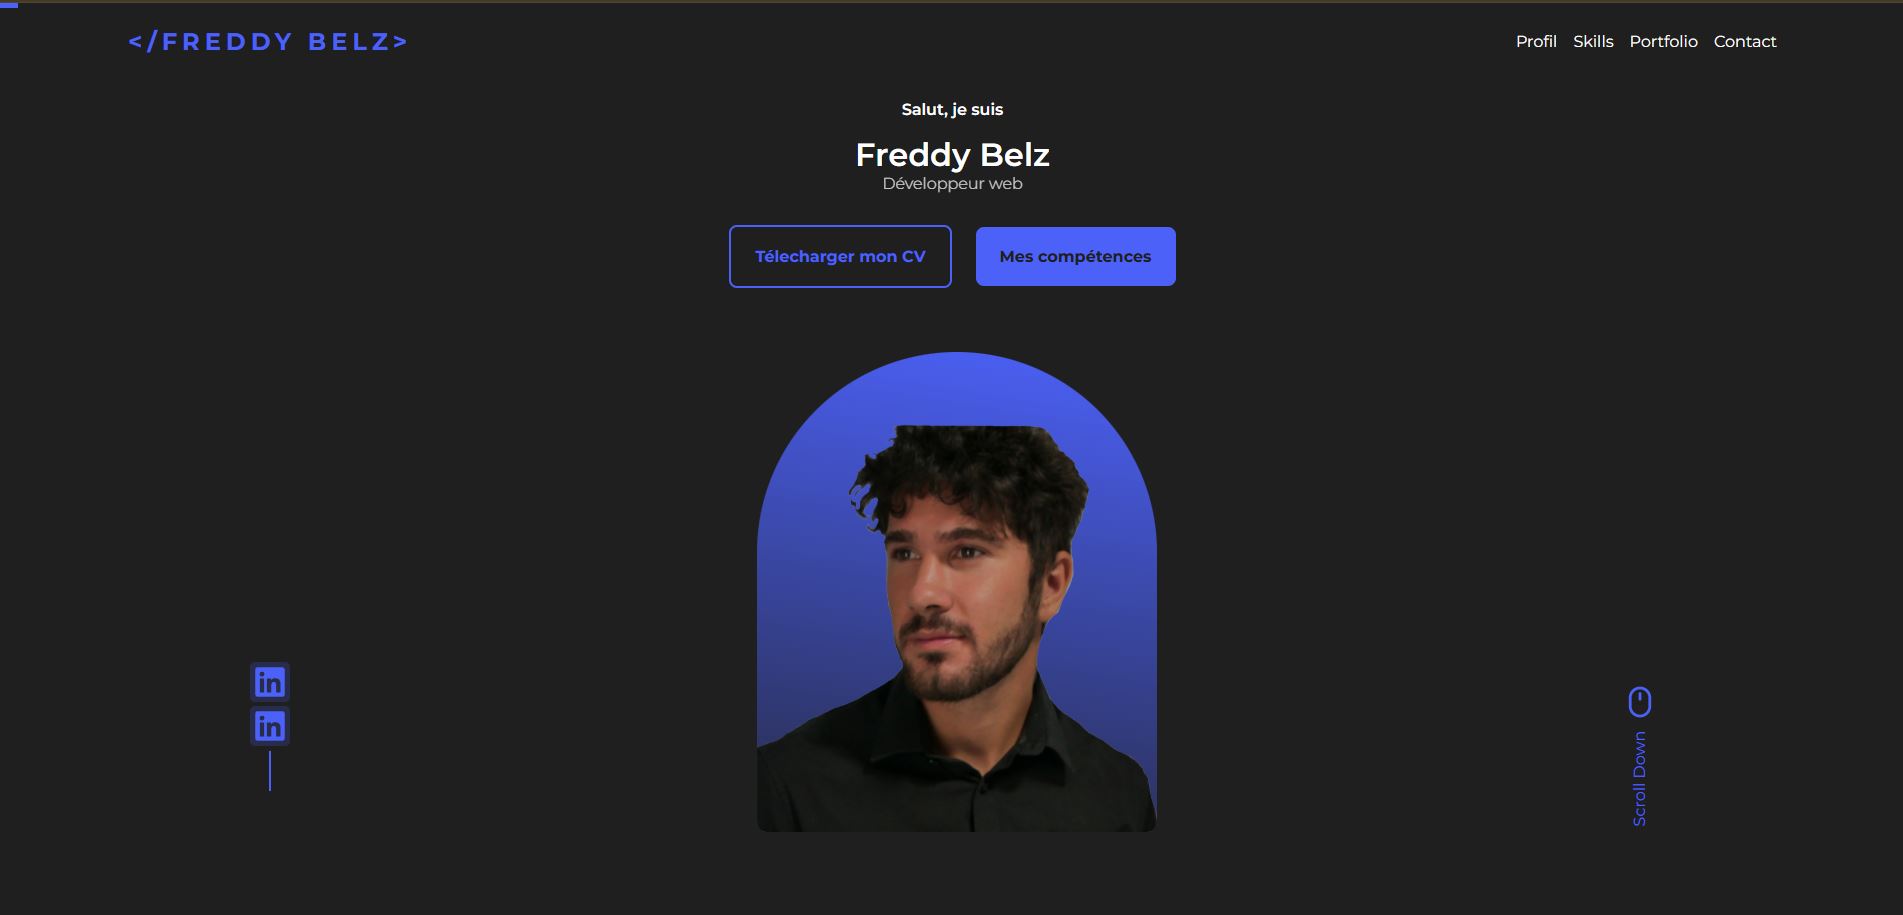 </FREDDY BELZ>
Profil Skills Portfolio Contact
Salut, je suis
Freddy Belz
Développeur web
Télecharger mon CV
Mes compétences
in
in
Scroll Down